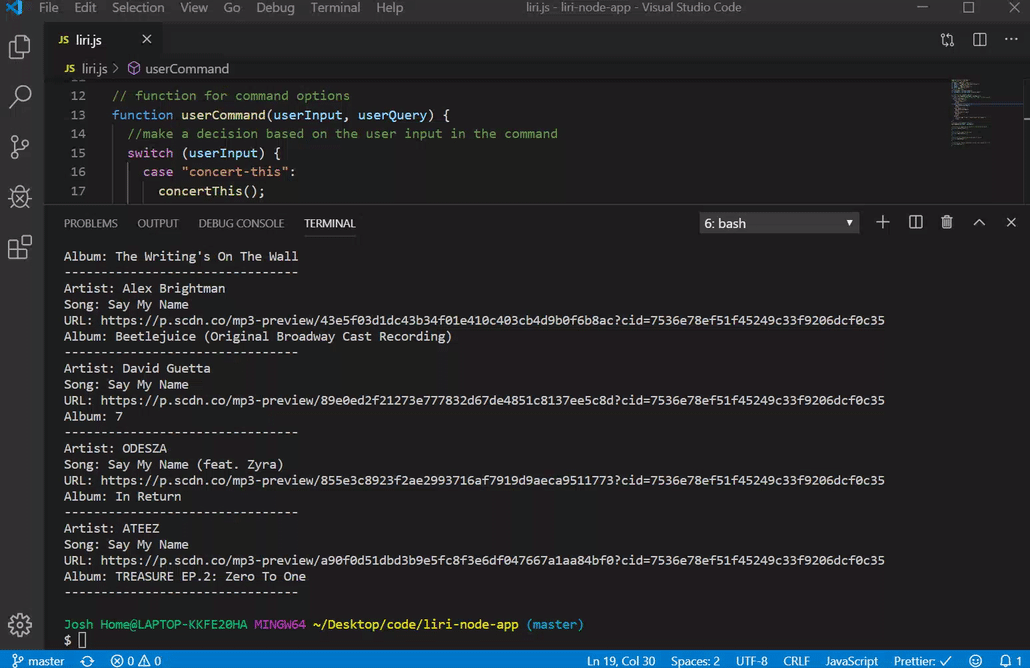 File Edit Selection View Go Debug Terminal Help liri.js - liri-node-app - Visual Studio Code
JS liri.js
JS liri.js > userCommand
12 // function for command options
13 function userCommand(userInput, userQuery) {
14 //make a decision based on the user input in the command
15 switch (userInput) {
16 case "concert-this":
17 concertThis();
PROBLEMS OUTPUT DEBUG CONSOLE TERMINAL 6: bash
Album: The Writing's On The Wall
--------------------------------
Artist: Alex Brightman
Song: Say My Name
URL: https://p.scdn.co/mp3-preview/43e5f03d1dc43b34f01e410c403cb4d9b0f6b8ac?cid=7536e78ef51f45249c33f9206dcf0c35
Album: Beetlejuice (Original Broadway Cast Recording)
--------------------------------
Artist: David Guetta
Song: Say My Name
URL: https://p.scdn.co/mp3-preview/89e0ed2f21273e777832d67de4851c8137ee5c8d?cid=7536e78ef51f45249c33f9206dcf0c35
Album: 7
--------------------------------
Artist: ODESZA
Song: Say My Name (feat. Zyra)
URL: https://p.scdn.co/mp3-preview/855e3c8923f2ae2993716af7919d9aeca9511773?cid=7536e78ef51f45249c33f9206dcf0c35
Album: In Return
--------------------------------
Artist: ATEEZ
Song: Say My Name
URL: https://p.scdn.co/mp3-preview/a90f0d51dbd3b9e5fc8f3e6df047667a1aa84bf0?cid=7536e78ef51f45249c33f9206dcf0c35
Album: TREASURE EP.2: Zero To One
--------------------------------
Josh Home@LAPTOP-KKFE20HA MINGW64 ~/Desktop/code/liri-node-app (master)
$
master 0 0 Ln 19, Col 30 Spaces: 2 UTF-8 CRLF JavaScript Prettier: ✓ 1